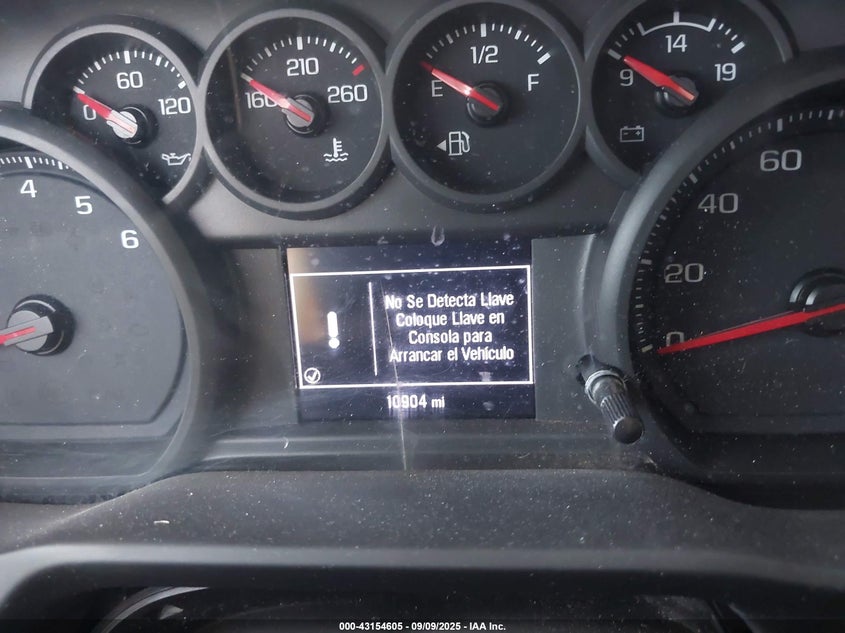 60
0
120
210
160
260
1/2
E
F
14
9
19
4
5
6
60
40
20
0
No Se Detecta Llave
Coloque Llave en
Consola para
Arrancar el Vehículo
10904 mi
000-43154605 - 09/09/2025 - IAA Inc.